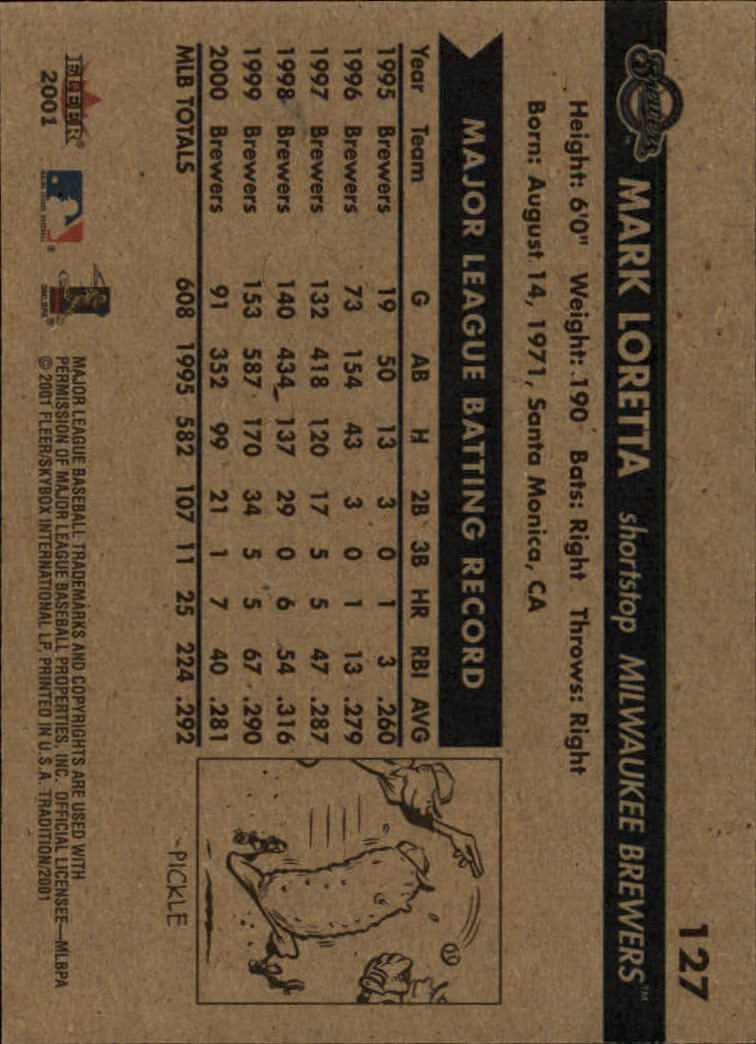 127
Brewers™ MARK LORETTA shortstop MILWAUKEE BREWERS™
Height: 6'0" Weight: 190 Bats: Right Throws: Right
Born: August 14, 1971, Santa Monica, CA
MAJOR LEAGUE BATTING RECORD
Year Team G AB H 2B 3B HR RBI AVG
1995 Brewers 19 50 13 3 0 1 3 .260
1996 Brewers 73 154 43 3 0 1 13 .279
1997 Brewers 132 418 120 17 5 5 47 .287
1998 Brewers 140 434 137 29 0 6 54 .316
1999 Brewers 153 587 170 34 5 5 67 .290
2000 Brewers 91 352 99 21 1 7 40 .281
MLB TOTALS 608 1995 582 107 11 25 224 .292
PICKLE
FLEER®
2001
MAJOR LEAGUE BASEBALL TRADEMARKS AND COPYRIGHTS ARE USED WITH
PERMISSION OF MAJOR LEAGUE BASEBALL PROPERTIES, INC. OFFICIAL LICENSEE—MLBPA
© 2001 FLEER/SKYBOX INTERNATIONAL LP, PRINTED IN U.S.A. TRADITION/2001